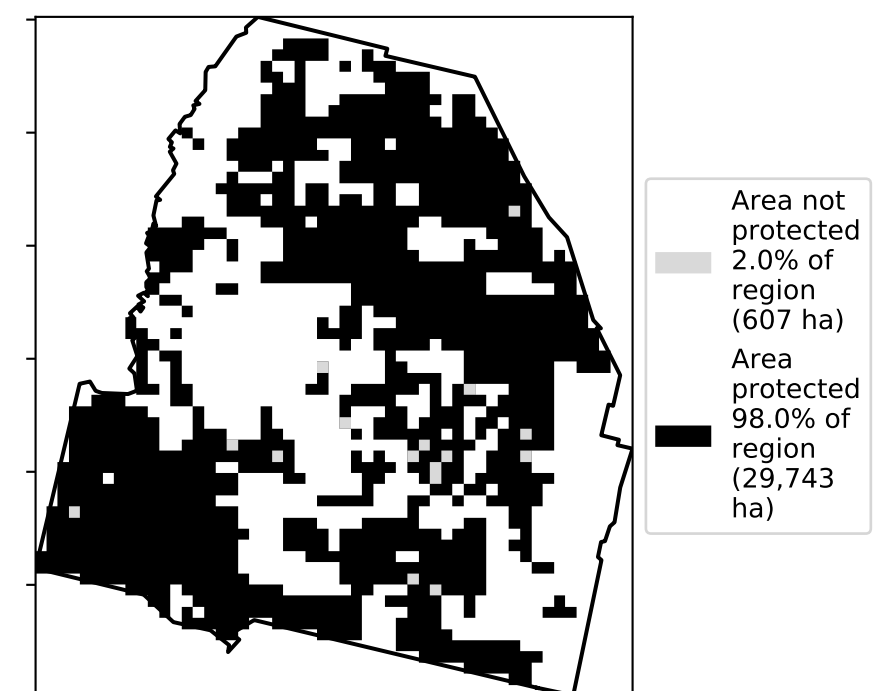 Area not
protected
2.0% of
region
(607 ha)
Area
protected
98.0% of
region
(29,743
ha)